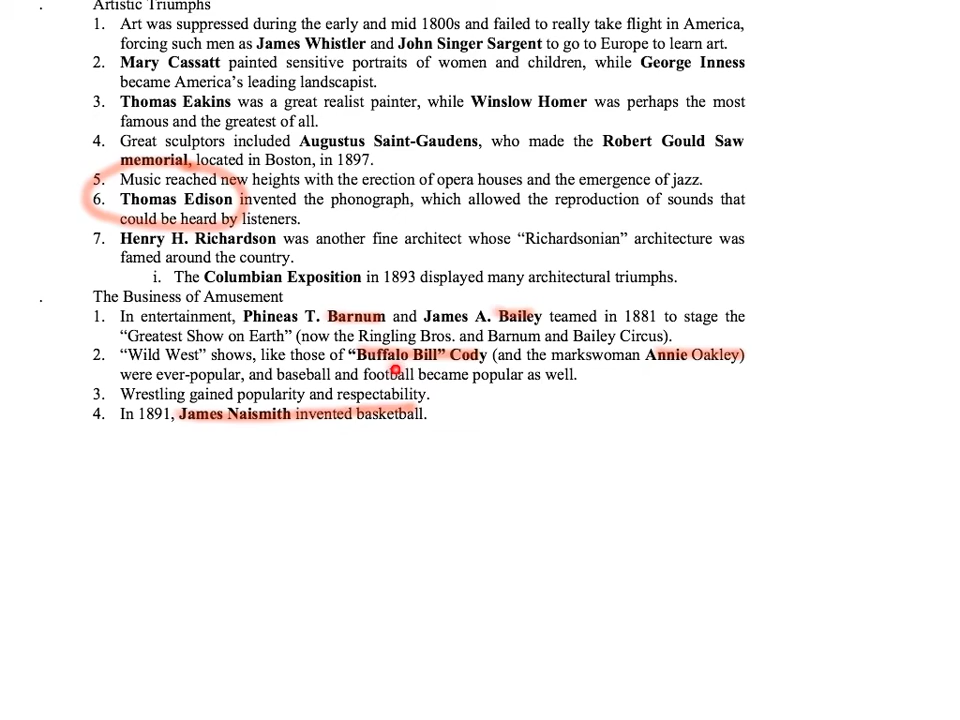 Artistic Triumphs
1. Art was suppressed during the early and mid 1800s and failed to really take flight in America,
forcing such men as James Whistler and John Singer Sargent to go to Europe to learn art.
2. Mary Cassatt painted sensitive portraits of women and children, while George Inness
became America’s leading landscapist.
3. Thomas Eakins was a great realist painter, while Winslow Homer was perhaps the most
famous and the greatest of all.
4. Great sculptors included Augustus Saint-Gaudens, who made the Robert Gould Saw
memorial, located in Boston, in 1897.
5. Music reached new heights with the erection of opera houses and the emergence of jazz.
6. Thomas Edison invented the phonograph, which allowed the reproduction of sounds that
could be heard by listeners.
7. Henry H. Richardson was another fine architect whose “Richardsonian” architecture was
famed around the country.
i. The Columbian Exposition in 1893 displayed many architectural triumphs.
. The Business of Amusement
1. In entertainment, Phineas T. Barnum and James A. Bailey teamed in 1881 to stage the
“Greatest Show on Earth” (now the Ringling Bros. and Barnum and Bailey Circus).
2. “Wild West” shows, like those of “Buffalo Bill” Cody (and the markswoman Annie Oakley)
were ever-popular, and baseball and football became popular as well.
3. Wrestling gained popularity and respectability.
4. In 1891, James Naismith invented basketball.